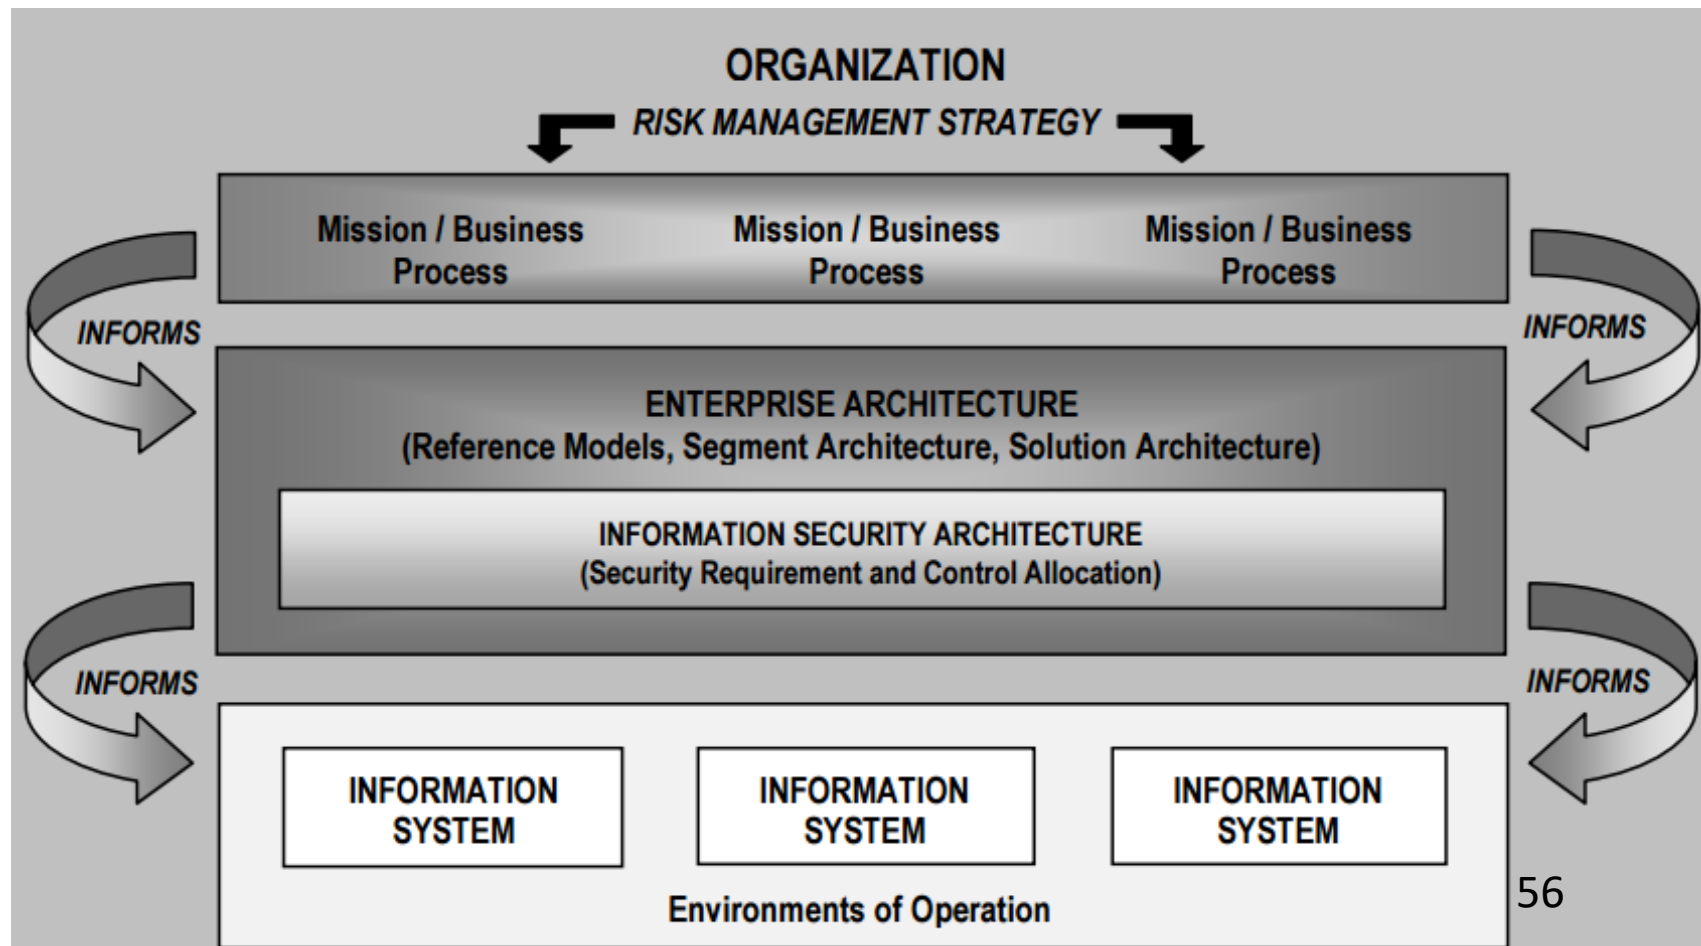 ORGANIZATION
RISK MANAGEMENT STRATEGY
Mission / Business
Process
Mission / Business
Process
Mission / Business
Process
INFORMS
INFORMS
ENTERPRISE ARCHITECTURE
(Reference Models, Segment Architecture, Solution Architecture)
INFORMATION SECURITY ARCHITECTURE
(Security Requirement and Control Allocation)
INFORMS
INFORMS
INFORMATION
SYSTEM
INFORMATION
SYSTEM
INFORMATION
SYSTEM
Environments of Operation
56